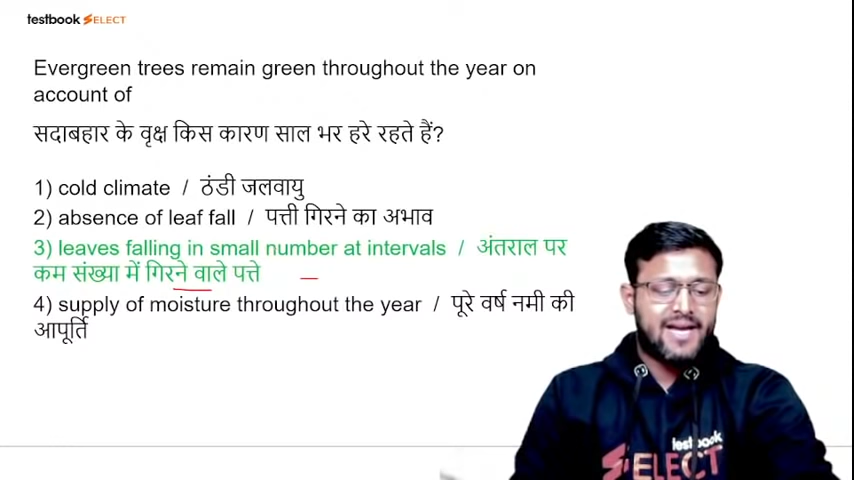 testbook SELECT
Evergreen trees remain green throughout the year on
account of
सदाबहार के वृक्ष किस कारण साल भर हरे रहते हैं?
1) cold climate / ठंडी जलवायु
2) absence of leaf fall / पत्ती गिरने का अभाव
3) leaves falling in small number at intervals / अंतराल पर
कम संख्या में गिरने वाले पत्ते
4) supply of moisture throughout the year / पूरे वर्ष नमी की
आपूर्ति
testbook
SELECT